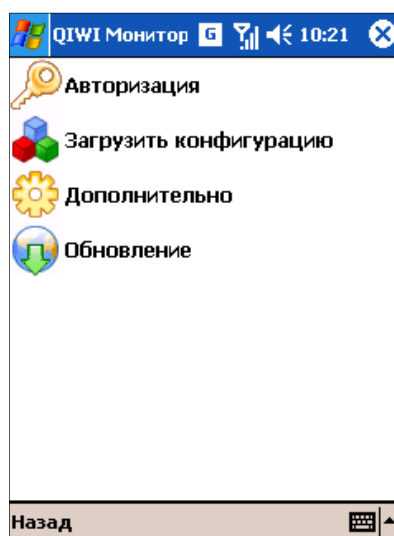 QIWI Монитор G 10:21
Авторизация
Загрузить конфигурацию
Дополнительно
Обновление
Назад